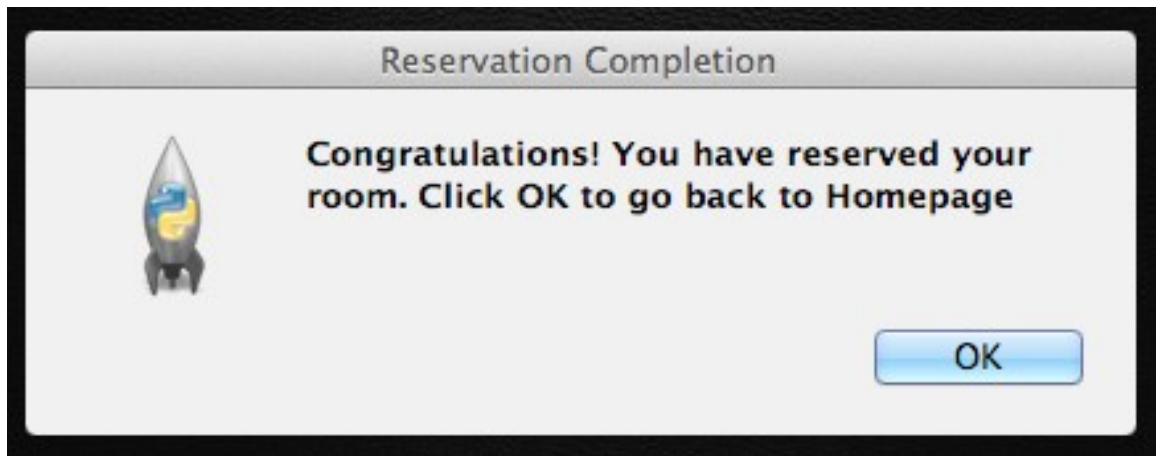 Reservation Completion
Congratulations! You have reserved your
room. Click OK to go back to Homepage
OK